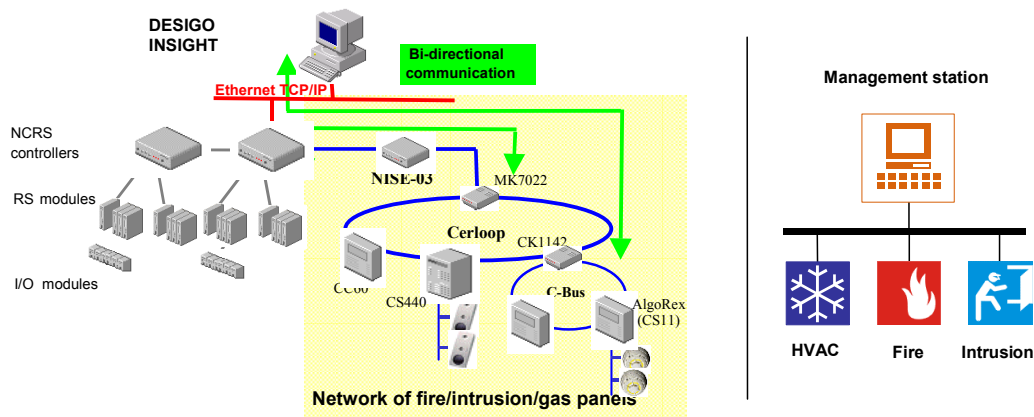 DESIGO
INSIGHT
Bi-directional
communication
Ethernet TCP/IP
NCRS
controllers
NISE-03
MK7022
RS modules
Cerloop
CK1142
I/O modules
CC60
CS440
C-Bus
AlgoRex
(CS11)
Network of fire/intrusion/gas panels
Management station
HVAC
Fire
Intrusion